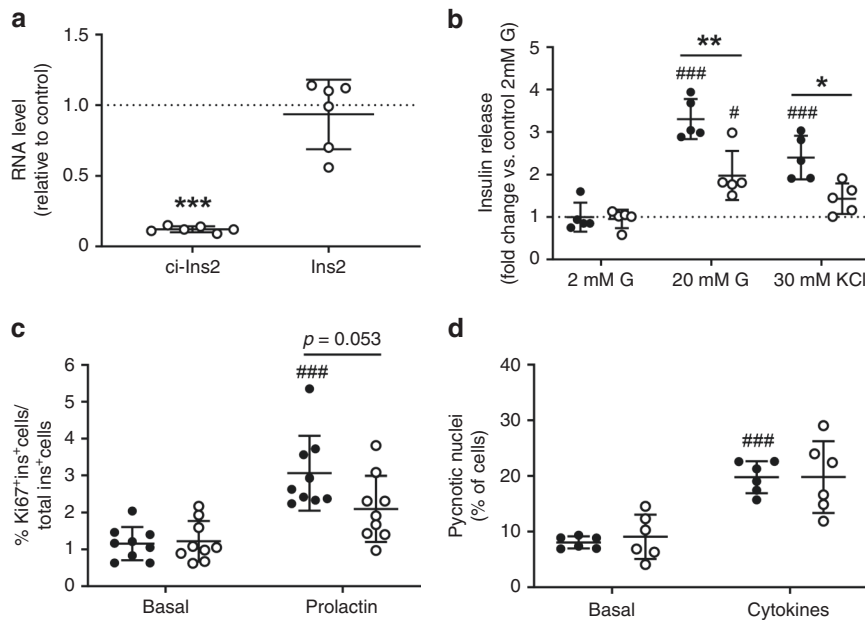 a
RNA level
(relative to control)
1.5
1.0
0.5
0
***
ci-Ins2
Ins2
b
Insulin release
(fold change vs. control 2mM G)
5
4
3
2
1
0
###
**
#
###
*
2 mM G
20 mM G
30 mM KCl
c
% Ki67+ins+cells/
total ins+cells
6
5
4
3
2
1
0
p = 0.053
###
Basal
Prolactin
d
Pycnotic nuclei
(% of cells)
40
30
20
10
0
###
Basal
Cytokines